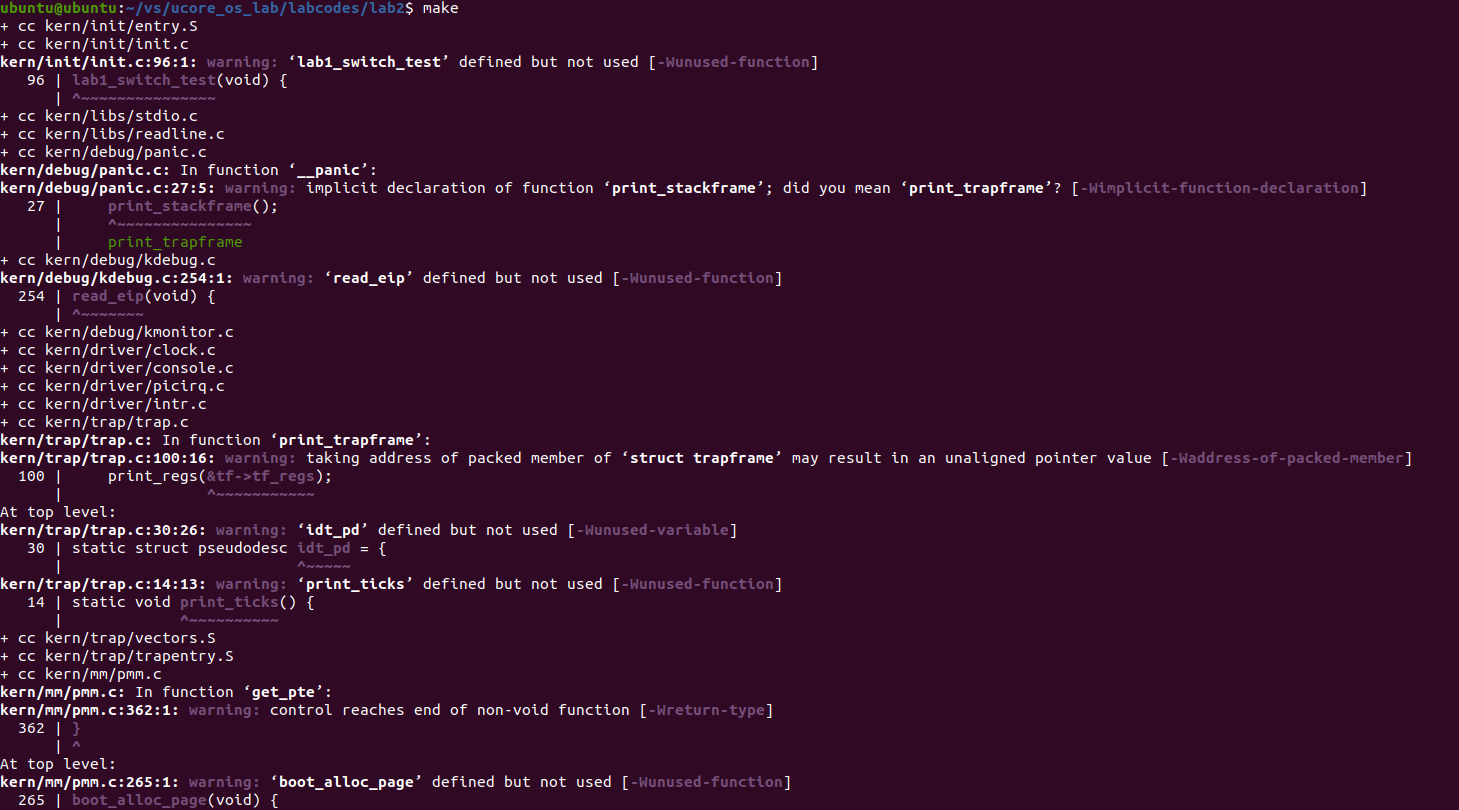 ubuntu@ubuntu:~/vs/ucore_os_lab/labcodes/lab2$ make
+ cc kern/init/entry.S
+ cc kern/init/init.c
kern/init/init.c:96:1: warning: ‘lab1_switch_test’ defined but not used [-Wunused-function]
   96 | lab1_switch_test(void) {
      | ^~~~~~~~~~~~~~~~
+ cc kern/libs/stdio.c
+ cc kern/libs/readline.c
+ cc kern/debug/panic.c
kern/debug/panic.c: In function ‘__panic’:
kern/debug/panic.c:27:5: warning: implicit declaration of function ‘print_stackframe’; did you mean ‘print_trapframe’? [-Wimplicit-function-declaration]
   27 |     print_stackframe();
      |     ^~~~~~~~~~~~~~~~
      |     print_trapframe
+ cc kern/debug/kdebug.c
kern/debug/kdebug.c:254:1: warning: ‘read_eip’ defined but not used [-Wunused-function]
  254 | read_eip(void) {
      | ^~~~~~~~
+ cc kern/debug/kmonitor.c
+ cc kern/driver/clock.c
+ cc kern/driver/console.c
+ cc kern/driver/picirq.c
+ cc kern/driver/intr.c
+ cc kern/trap/trap.c
kern/trap/trap.c: In function ‘print_trapframe’:
kern/trap/trap.c:100:16: warning: taking address of packed member of ‘struct trapframe’ may result in an unaligned pointer value [-Waddress-of-packed-member]
  100 |     print_regs(&tf->tf_regs);
      |                ^~~~~~~~~~~~
At top level:
kern/trap/trap.c:30:26: warning: ‘idt_pd’ defined but not used [-Wunused-variable]
   30 | static struct pseudodesc idt_pd = {
      |                          ^~~~~~
kern/trap/trap.c:14:13: warning: ‘print_ticks’ defined but not used [-Wunused-function]
   14 | static void print_ticks() {
      |             ^~~~~~~~~~~
+ cc kern/trap/vectors.S
+ cc kern/trap/trapentry.S
+ cc kern/mm/pmm.c
kern/mm/pmm.c: In function ‘get_pte’:
kern/mm/pmm.c:362:1: warning: control reaches end of non-void function [-Wreturn-type]
  362 | }
      | ^
At top level:
kern/mm/pmm.c:265:1: warning: ‘boot_alloc_page’ defined but not used [-Wunused-function]
  265 | boot_alloc_page(void) {